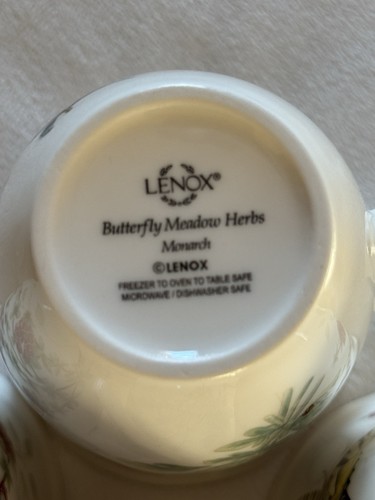 LENOX®
Butterfly Meadow Herbs
Monarch
©LENOX
FREEZER TO OVEN TO TABLE SAFE
MICROWAVE / DISHWASHER SAFE